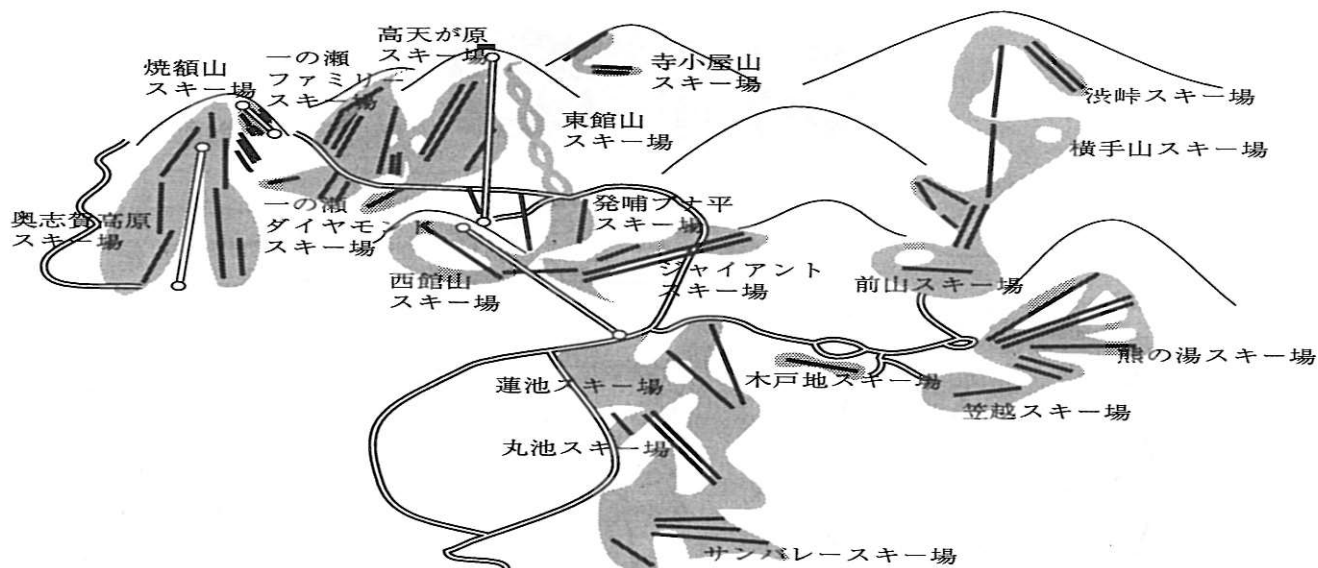 高天が原
スキー場
一の瀬
ファミリー
スキー場
焼額山
スキー場
寺小屋山
スキー場
渋峠スキー場
東館山
スキー場
横手山スキー場
奥志賀高原
スキー場
一の瀬
ダイヤモンド
スキー場
発哺ブナ平
スキー場
西館山
スキー場
ジャイアント
スキー場
前山スキー場
熊の湯スキー場
蓮池スキー場
木戸池スキー場
笠越スキー場
丸池スキー場
サンバレースキー場